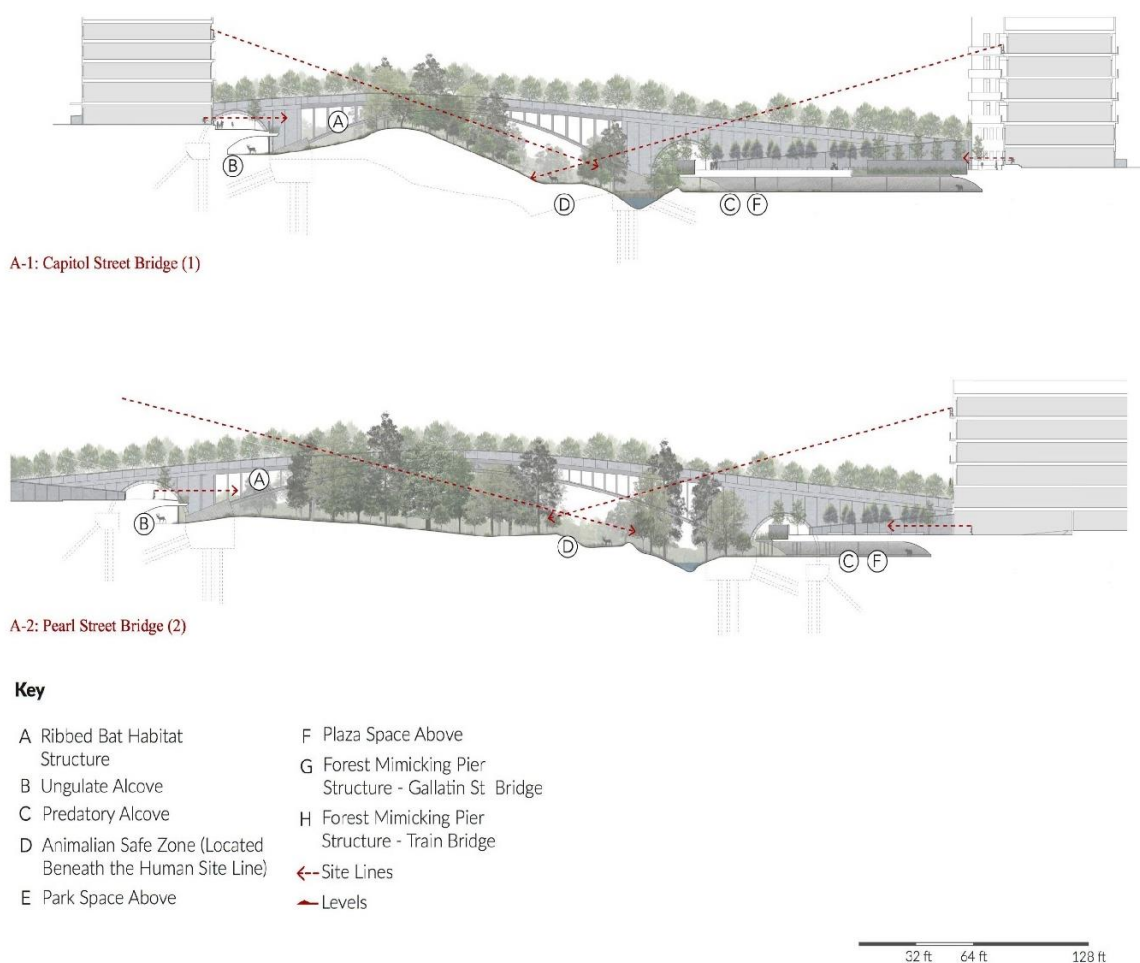 A
B
D
C F
A-1: Capitol Street Bridge (1)
A
B
D
C F
A-2: Pearl Street Bridge (2)
Key
A Ribbed Bat Habitat
Structure
B Ungulate Alcove
C Predatory Alcove
D Animalian Safe Zone (Located
Beneath the Human Site Line)
E Park Space Above
F Plaza Space Above
G Forest Mimicking Pier
Structure - Gallatin St Bridge
H Forest Mimicking Pier
Structure - Train Bridge
Site Lines
Levels
32 ft 64 ft 128 ft